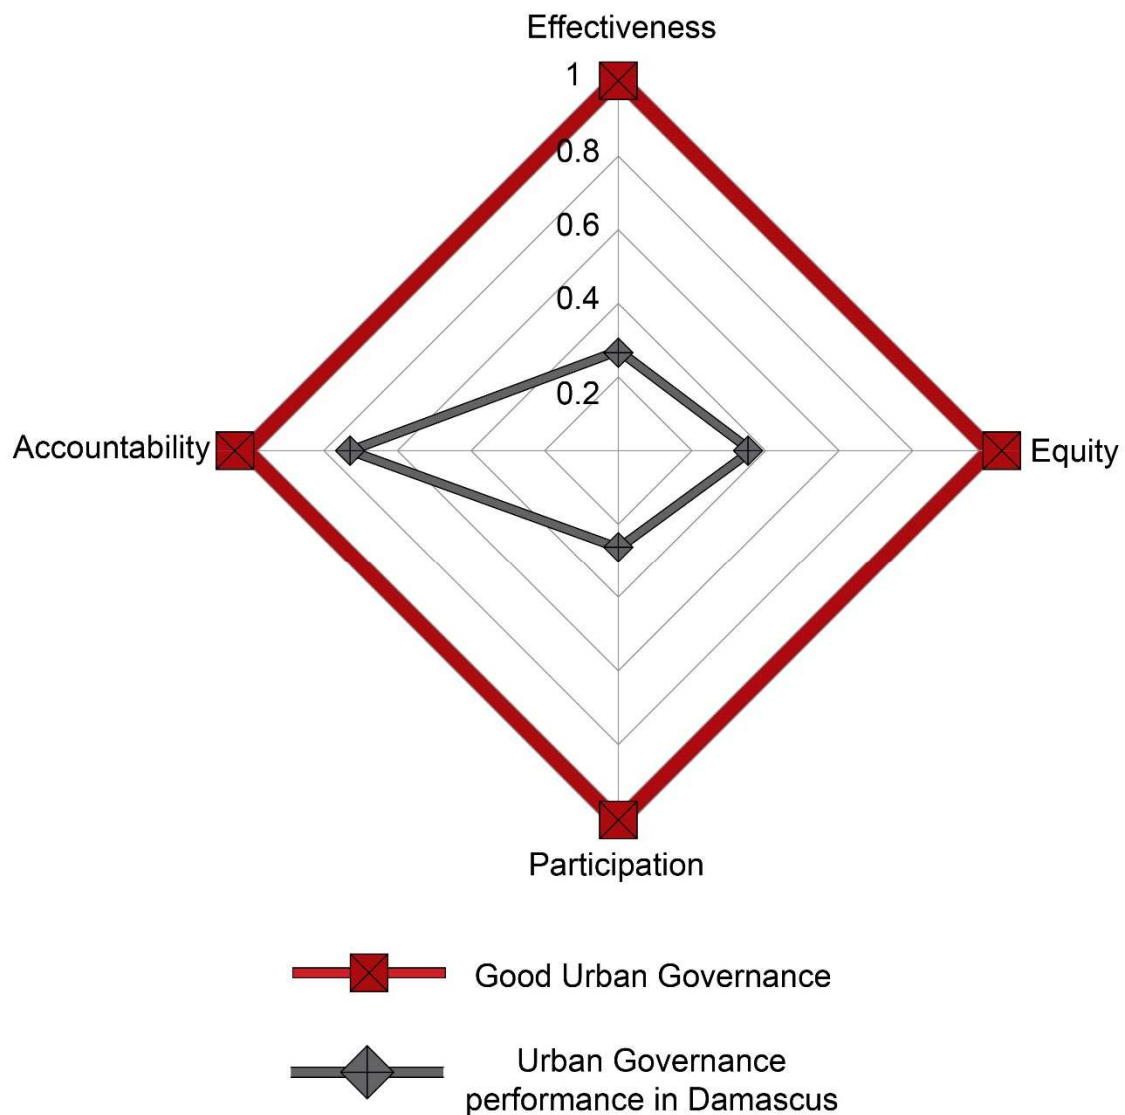 Effectiveness
1
0.8
0.6
0.4
0.2
Accountability
Equity
Participation
Good Urban Governance
Urban Governance
performance in Damascus